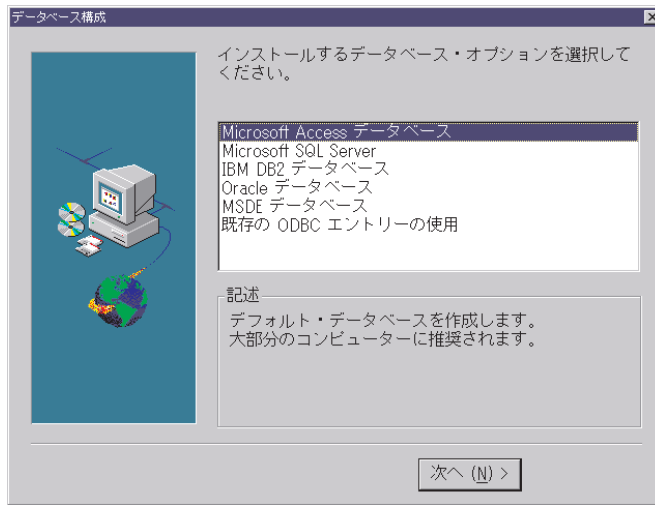 データベース構成
インストールするデータベース・オプションを選択して
ください。
Microsoft Access データベース
Microsoft SQL Server
IBM DB2 データベース
Oracle データベース
MSDE データベース
既存の ODBC エントリーの使用
記述
デフォルト・データベースを作成します。
大部分のコンピューターに推奨されます。
次へ (N) >